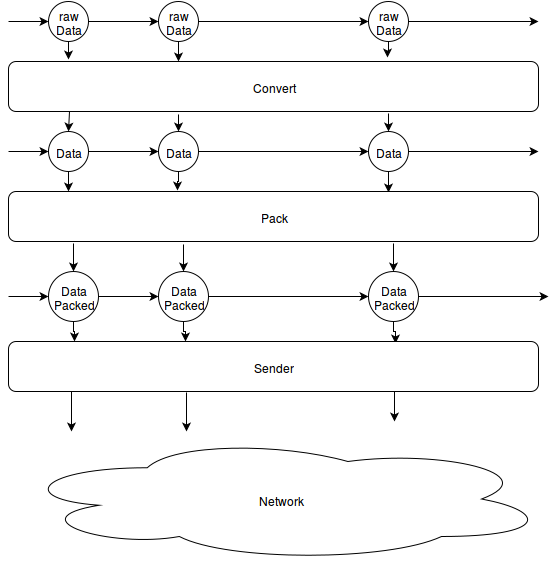 raw
Data
raw
Data
raw
Data
Convert
Data
Data
Data
Pack
Data
Packed
Data
Packed
Data
Packed
Sender
Network